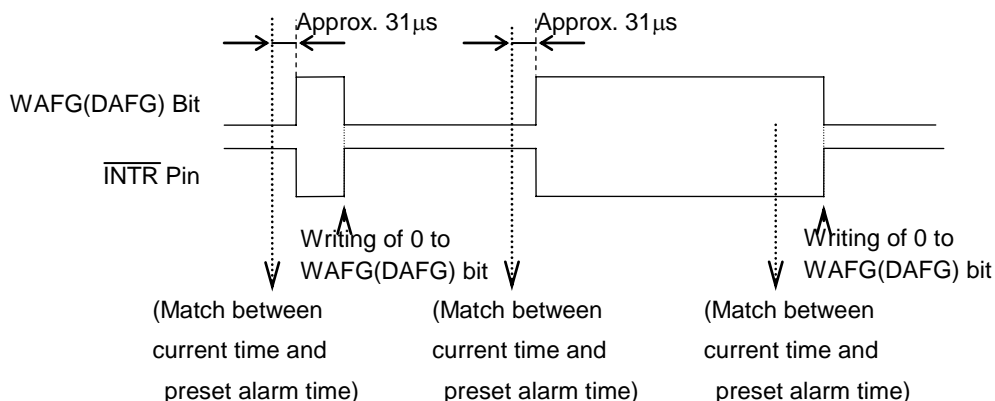 Approx. 31μs
Approx. 31μs
WAFG(DAFG) Bit
INTR Pin
Writing of 0 to
WAFG(DAFG) bit
Writing of 0 to
WAFG(DAFG) bit
(Match between
current time and
preset alarm time)
(Match between
current time and
preset alarm time)
(Match between
current time and
preset alarm time)